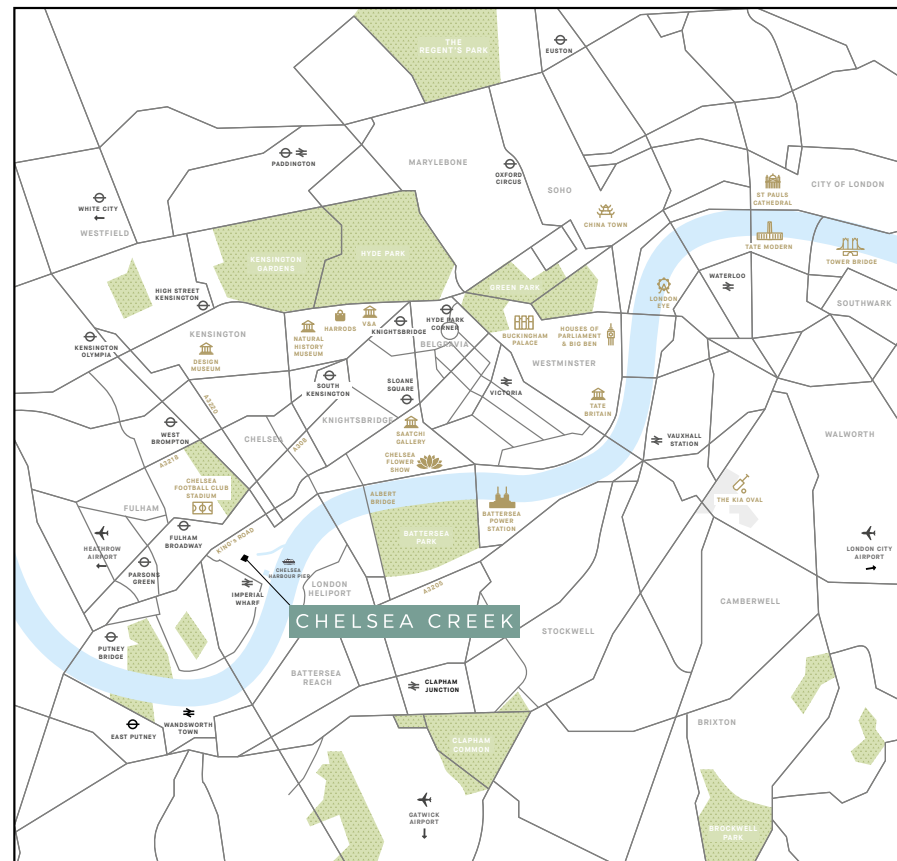 THE
REGENT'S PARK
EUSTON
PADDINGTON
MARYLEBONE
OXFORD
CIRCUS
SOHO
ST PAULS
CATHEDRAL
CITY OF LONDON
WHITE CITY
WESTFIELD
CHINA TOWN
TATE MODERN
TOWER BRIDGE
KENSINGTON
GARDENS
HYDE PARK
GREEN PARK
WATERLOO
LONDON
EYE
SOUTHWARK
HIGH STREET
KENSINGTON
KENSINGTON
KENSINGTON
OLYMPIA
DESIGN
MUSEUM
NATURAL
HISTORY
MUSEUM
HARRODS
V&A
KNIGHTSBRIDGE
HYDE PARK
CORNER
BELGRAVIA
BUCKINGHAM
PALACE
HOUSES OF
PARLIAMENT
& BIG BEN
WESTMINSTER
SOUTH
KENSINGTON
SLOANE
SQUARE
VICTORIA
TATE
BRITAIN
A3220
WEST
BROMPTON
CHELSEA
A308
KNIGHTSBRIDGE
SAATCHI
GALLERY
VAUXHALL
STATION
WALWORTH
A3218
CHELSEA
FLOWER
SHOW
CHELSEA
FOOTBALL CLUB
STADIUM
FULHAM
ALBERT
BRIDGE
BATTERSEA
POWER
STATION
THE KIA OVAL
KING'S ROAD
FULHAM
BROADWAY
BATTERSEA
PARK
HEATHROW
AIRPORT
PARSONS
GREEN
CHELSEA
HARBOUR PIER
LONDON CITY
AIRPORT
IMPERIAL
WHARF
LONDON
HELIPORT
A3205
CAMBERWELL
CHELSEA CREEK
STOCKWELL
PUTNEY
BRIDGE
BATTERSEA
REACH
CLAPHAM
JUNCTION
EAST PUTNEY
WANDSWORTH
TOWN
BRIXTON
CLAPHAM
COMMON
GATWICK
AIRPORT
BROCKWELL
PARK